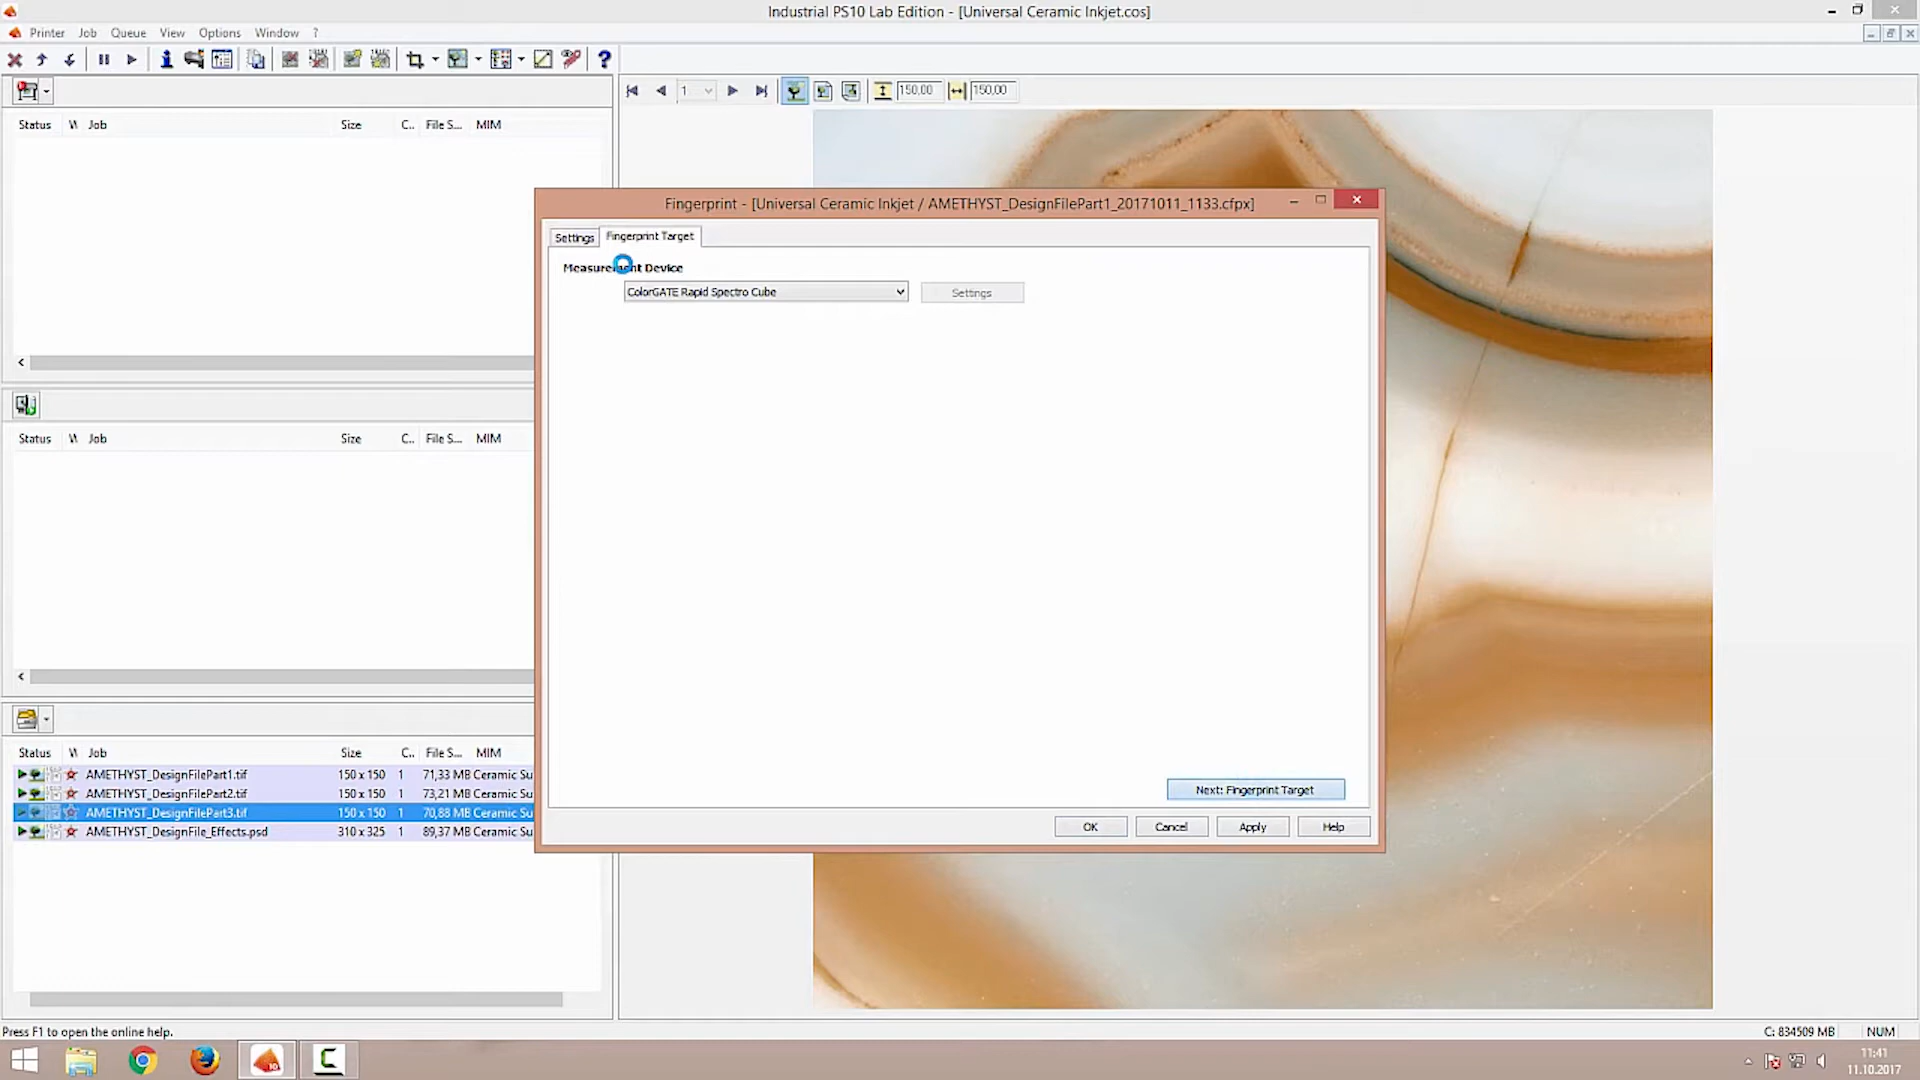 Industrial PS10 Lab Edition - [Universal Ceramic Inkjet.cos]
Printer Job Queue View Options Window ?
1 150,00 150,00
Status Job Size C.. File S... MIM
Fingerprint - [Universal Ceramic Inkjet / AMETHYST_DesignFilePart1_20171011_1133.cfpx]
Settings Fingerprint Target
Measurement Device
ColorGATE Rapid Spectro Cube Settings
Next: Fingerprint Target
OK Cancel Apply Help
Status Job Size C.. File S... MIM
Status Job Size C.. File S... MIM
AMETHYST_DesignFilePart1.tif 150 x 150 1 71,33 MB Ceramic Su
AMETHYST_DesignFilePart2.tif 150 x 150 1 73,21 MB Ceramic Su
AMETHYST_DesignFilePart3.tif 150 x 150 1 70,88 MB Ceramic Su
AMETHYST_DesignFile_Effects.psd 310 x 325 1 89,37 MB Ceramic Su
Press F1 to open the online help. C: 834509 MB NUM
11:41
11.10.2017